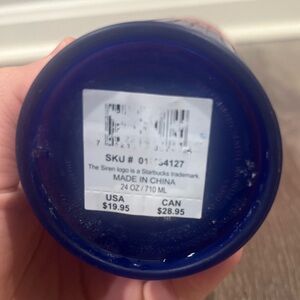 SKU #
The Siren logo is a Starbucks trademark
MADE IN CHINA
24 OZ / 710 ML
USA
$19.95
CAN
$28.95